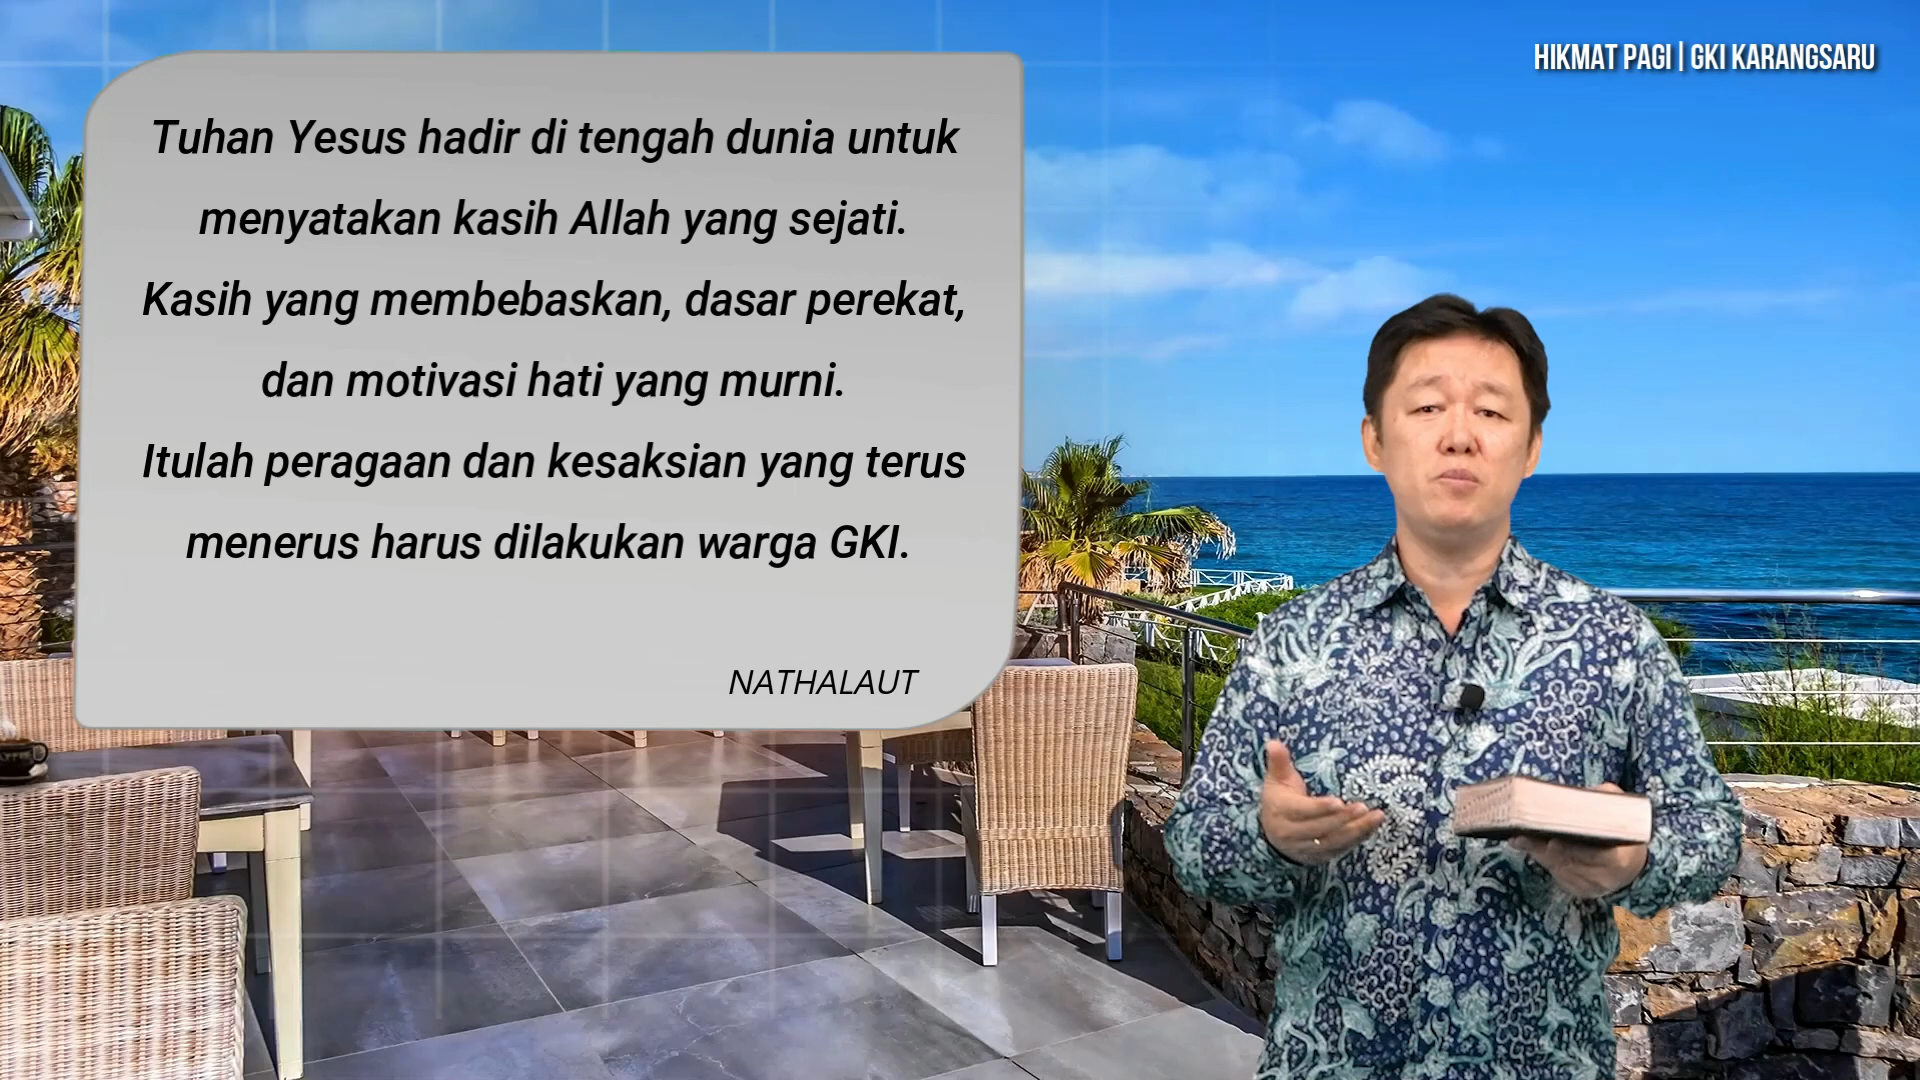 HIKMAT PAGI | GKI KARANGSARU
Tuhan Yesus hadir di tengah dunia untuk
menyatakan kasih Allah yang sejati.
Kasih yang membebaskan, dasar perekat,
dan motivasi hati yang murni.
Itulah peragaan dan kesaksian yang terus
menerus harus dilakukan warga GKI.
NATHALAUT